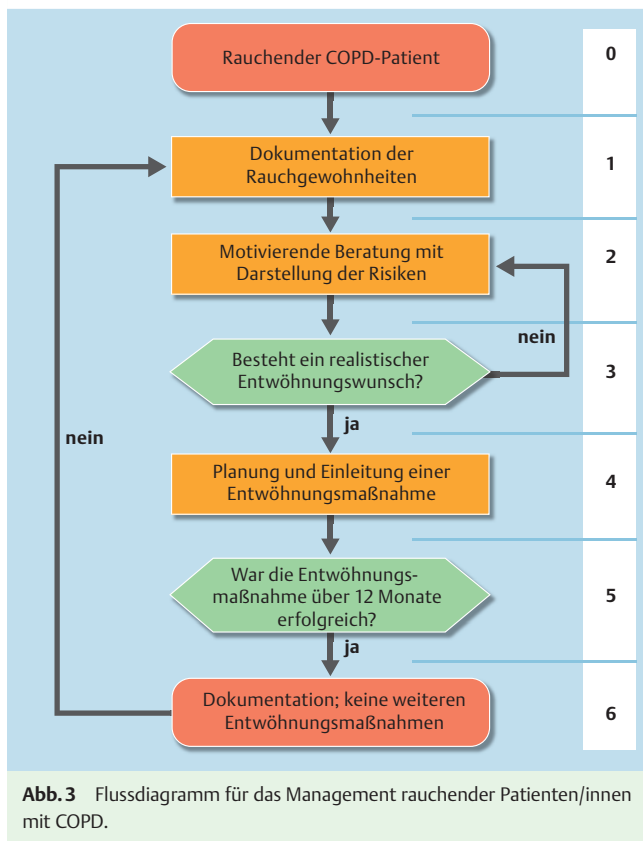 Rauchender COPD-Patient
0
Dokumentation der
Rauchgewohnheiten
1
Motivierende Beratung mit
Darstellung der Risiken
2
nein
Besteht ein realistischer
Entwöhnungswunsch?
3
ja
nein
Planung und Einleitung einer
Entwöhnungsmaßnahme
4
War die Entwöhnungs-
maßnahme über 12 Monate
erfolgreich?
5
ja
Dokumentation; keine weiteren
Entwöhnungsmaßnahmen
6
Abb. 3 Flussdiagramm für das Management rauchender Patienten/innen
mit COPD.